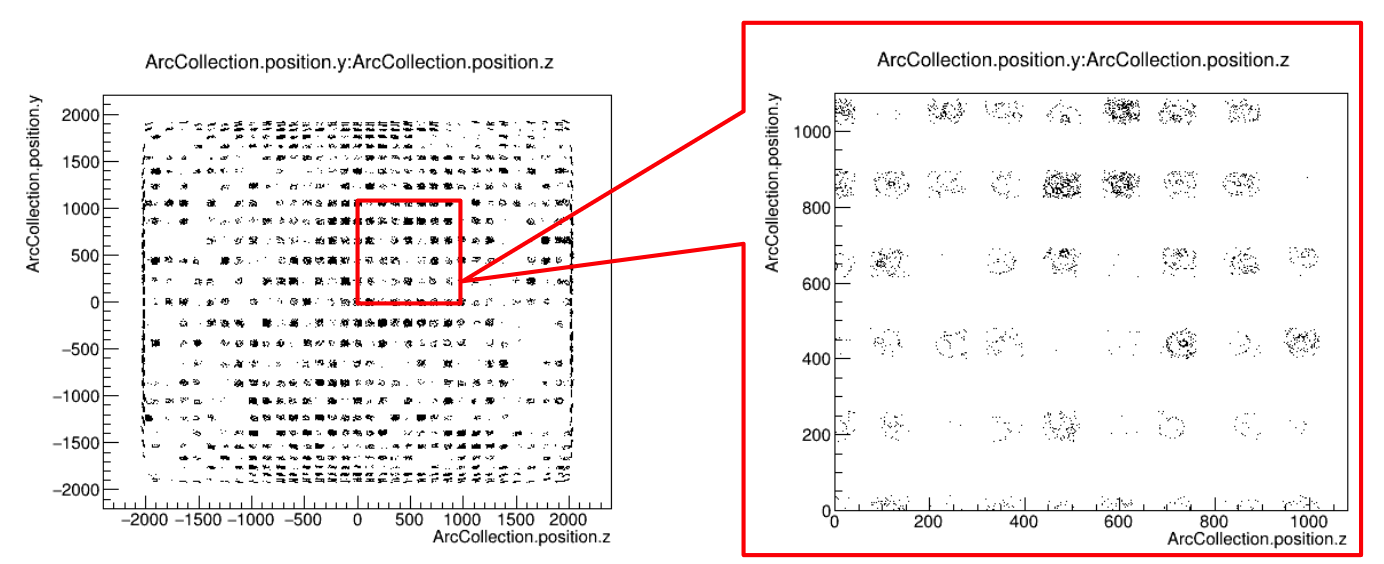 ArcCollection.position.y:ArcCollection.position.z
ArcCollection.position.y
2000
1500
1000
500
0
−500
−1000
−1500
−2000
−2000 −1500 −1000 −500 0 500 1000 1500 2000
ArcCollection.position.z
ArcCollection.position.y:ArcCollection.position.z
ArcCollection.position.y
1000
800
600
400
200
0
0 200 400 600 800 1000
ArcCollection.position.z